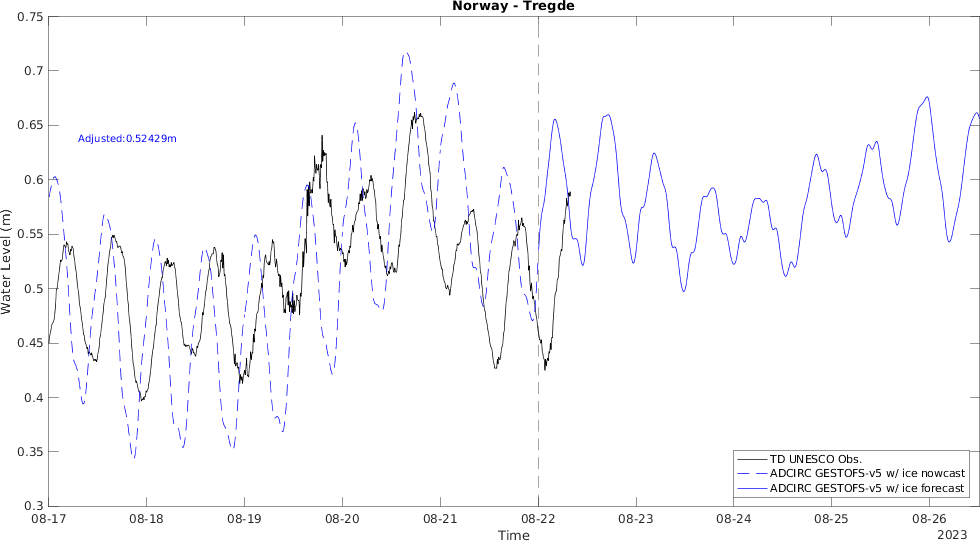 Norway - Tregde
0.75
0.7
0.65
0.6
0.55
0.5
0.45
0.4
0.35
0.3
Water Level (m)
Adjusted:0.52429m
TD UNESCO Obs.
ADCIRC GESTOFS-v5 w/ ice nowcast
ADCIRC GESTOFS-v5 w/ ice forecast
08-17 08-18 08-19 08-20 08-21 08-22 08-23 08-24 08-25 08-26
Time
2023